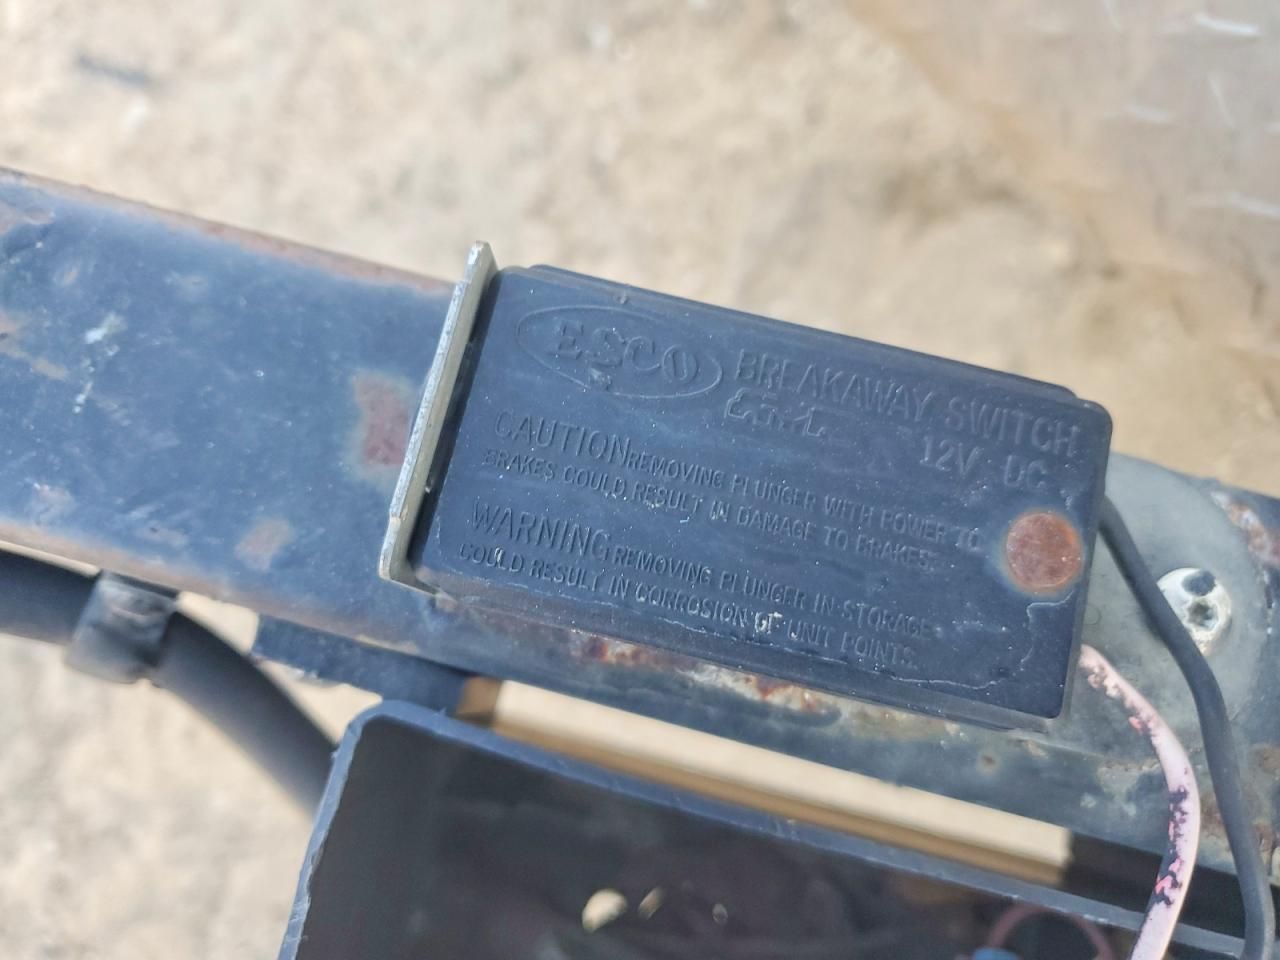 ESCO
BREAKAWAY SWITCH
12V DC
CAUTION REMOVING PLUNGER WITH POWER TO
BRAKES COULD RESULT IN DAMAGE TO BRAKES.
WARNING REMOVING PLUNGER IN STORAGE
COULD RESULT IN CORROSION OF UNIT POINTS.